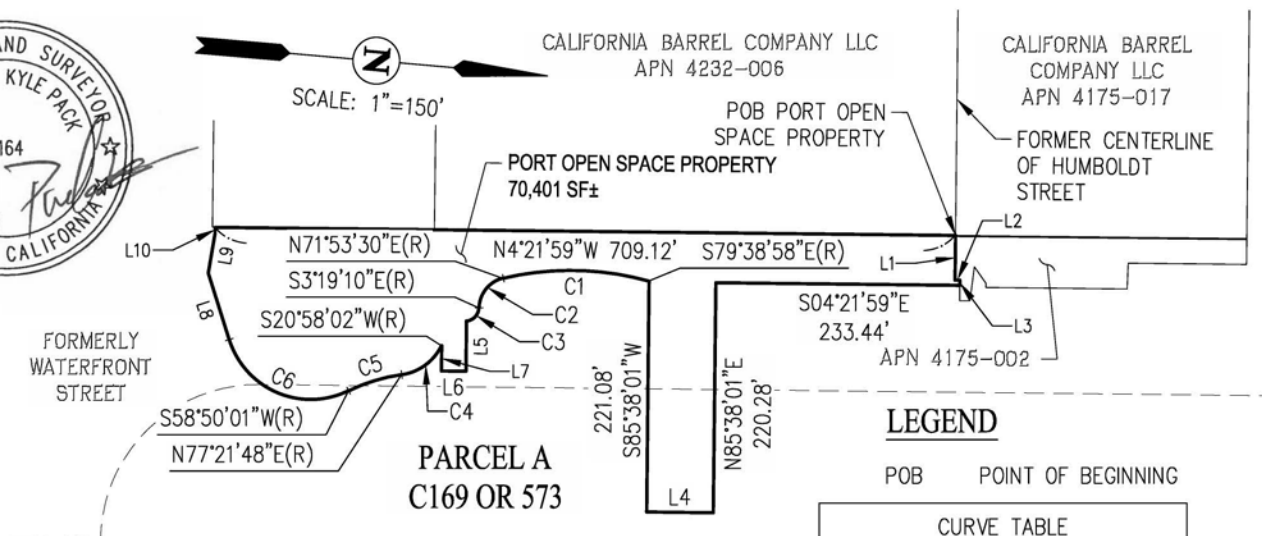 AND SURVEYOR
KYLE PACK
164
CALIFORNIA
N
SCALE: 1"=150'
CALIFORNIA BARREL COMPANY LLC
APN 4232-006
CALIFORNIA BARREL
COMPANY LLC
APN 4175-017
POB PORT OPEN
SPACE PROPERTY
FORMER CENTERLINE
OF HUMBOLDT
STREET
PORT OPEN SPACE PROPERTY
70,401 SF±
L10
L9
N71°53'30"E(R)
N4°21'59"W 709.12'
S79°38'58"E(R)
L1
L2
S3°19'10"E(R)
C1
C2
L8
S20°58'02"W(R)
C3
S04°21'59"E
233.44'
L3
FORMERLY
WATERFRONT
STREET
L5
L7
APN 4175-002
C6
C5
L6
C4
S58°50'01"W(R)
N77°21'48"E(R)
221.08'
S85°38'01"W
N85°38'01"E
220.28'
PARCEL A
C169 OR 573
L4
LEGEND
POB POINT OF BEGINNING
CURVE TABLE